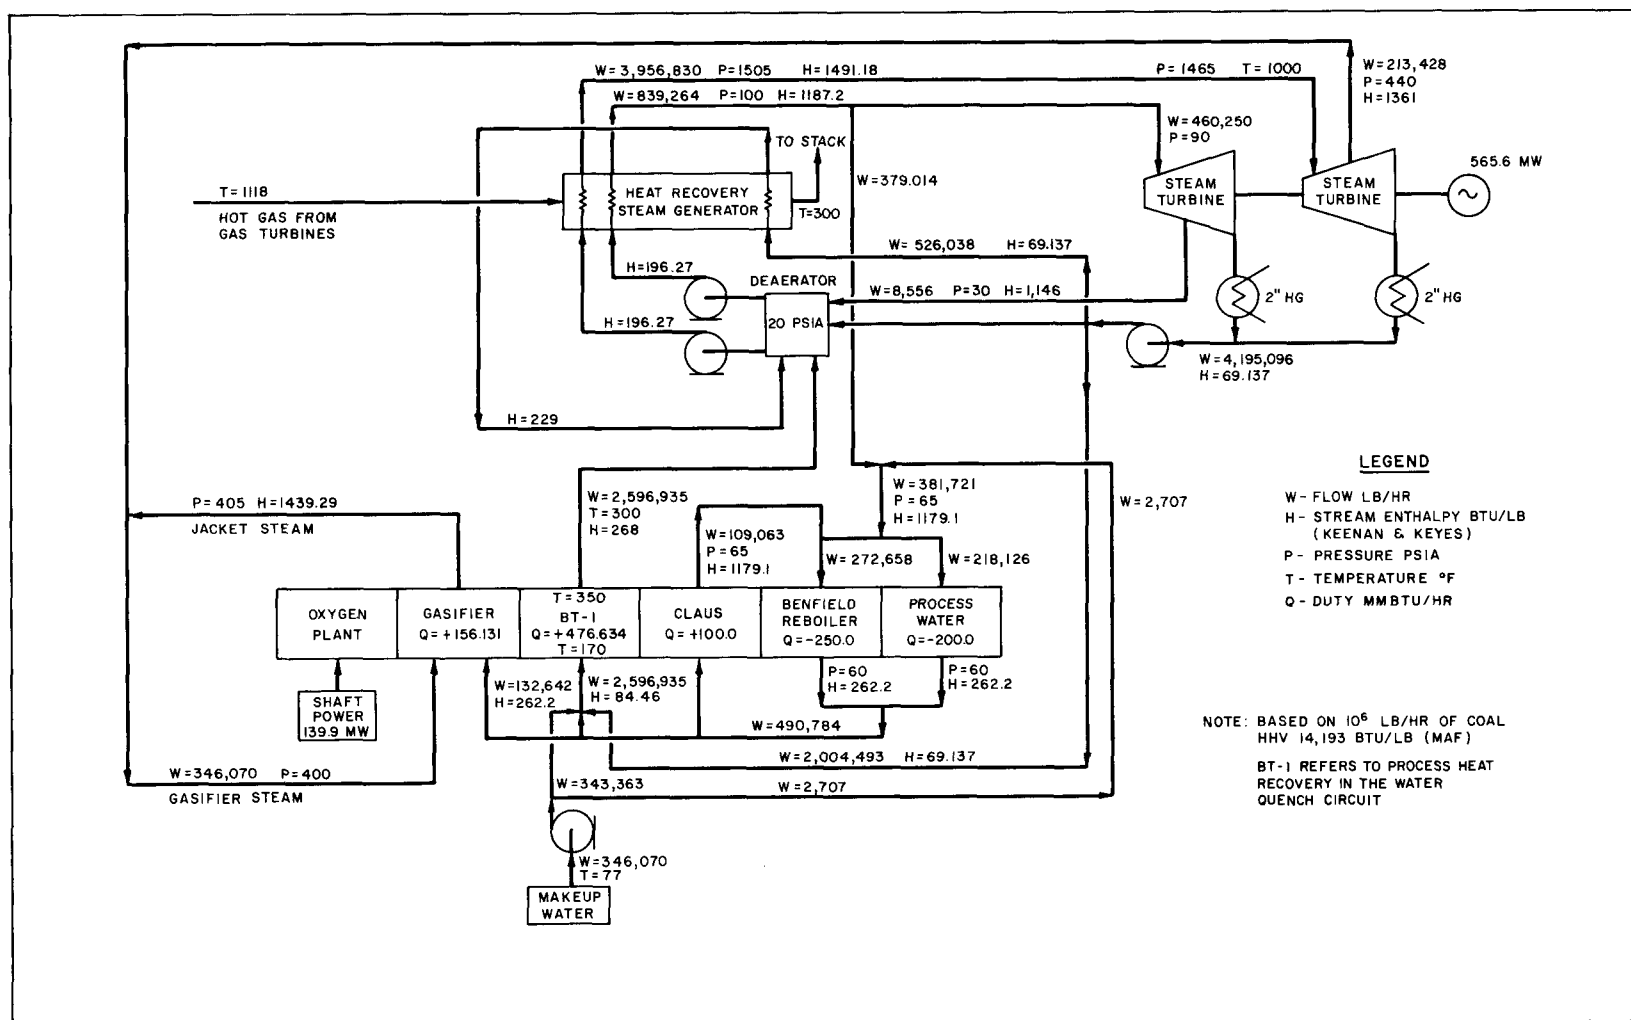 W=3,956,830 P=1505 H=1491.18 P=1465 T=1000
W=213,428
P=440
H=1361
W=839,264 P=100 H=1187.2
W=460,250
P=90
TO STACK
565.6 MW
T=1118
HOT GAS FROM
GAS TURBINES
HEAT RECOVERY
STEAM GENERATOR
T=300
W=379.014
STEAM
TURBINE
STEAM
TURBINE
W= 526,038 H=69.137
H=196.27
DEAERATOR
W=8,556 P=30 H=1,146
2" HG
2" HG
H=196.27
20 PSIA
W=4,195,096
H=69.137
H=229
LEGEND
W- FLOW LB/HR
H- STREAM ENTHALPY BTU/LB
(KEENAN & KEYES)
P- PRESSURE PSIA
T- TEMPERATURE °F
Q- DUTY MMBTU/HR
P=405 H=1439.29
JACKET STEAM
W=2,596,935
T=300
H=268
W=381,721
P=65
H=1179.1
W=2,707
W=109,063
P=65
H=1179.1
W=272,658
W=218,126
OXYGEN
PLANT
GASIFIER
Q=+156.131
T=350
BT-1
Q=+476.634
T=170
CLAUS
Q=+100.0
BENFIELD
REBOILER
Q=-250.0
PROCESS
WATER
Q=-200.0
SHAFT
POWER
139.9 MW
W=132,642
H=262.2
W=2,596,935
H=84.46
P=60
H=262.2
P=60
H=262.2
W=490,784
W=2,004,493 H=69.137
W=346,070 P=400
GASIFIER STEAM
W=343,363
W=2,707
W=346,070
T=77
MAKEUP
WATER
NOTE: BASED ON 10⁶ LB/HR OF COAL
HHV 14,193 BTU/LB (MAF)
BT-1 REFERS TO PROCESS HEAT
RECOVERY IN THE WATER
QUENCH CIRCUIT